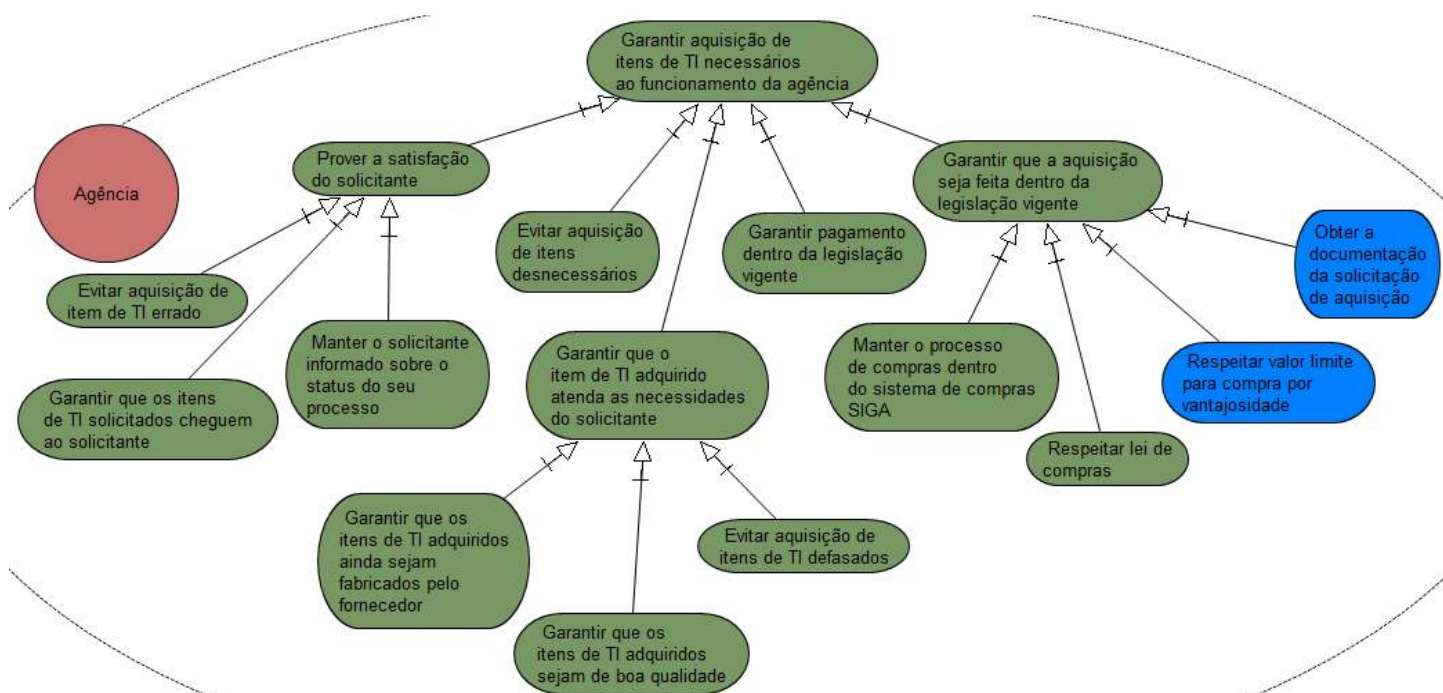 Garantir aquisição de
itens de TI necessários
ao funcionamento da agência
Agência
Prover a satisfação
do solicitante
Garantir que a aquisição
seja feita dentro da
legislação vigente
Evitar aquisição
de itens
desnecessários
Garantir pagamento
dentro da legislação
vigente
Obter a
documentação
da solicitação
de aquisição
Evitar aquisição de
item de TI errado
Manter o solicitante
informado sobre o
status do seu
processo
Garantir que o
item de TI adquirido
atenda as necessidades
do solicitante
Manter o processo
de compras dentro
do sistema de compras
SIGA
Respeitar valor limite
para compra por
vantajosidade
Garantir que os itens
de TI solicitados cheguem
ao solicitante
Respeitar lei de
compras
Garantir que os
itens de TI adquiridos
ainda sejam
fabricados pelo
fornecedor
Evitar aquisição de
itens de TI defasados
Garantir que os
itens de TI adquiridos
sejam de boa qualidade